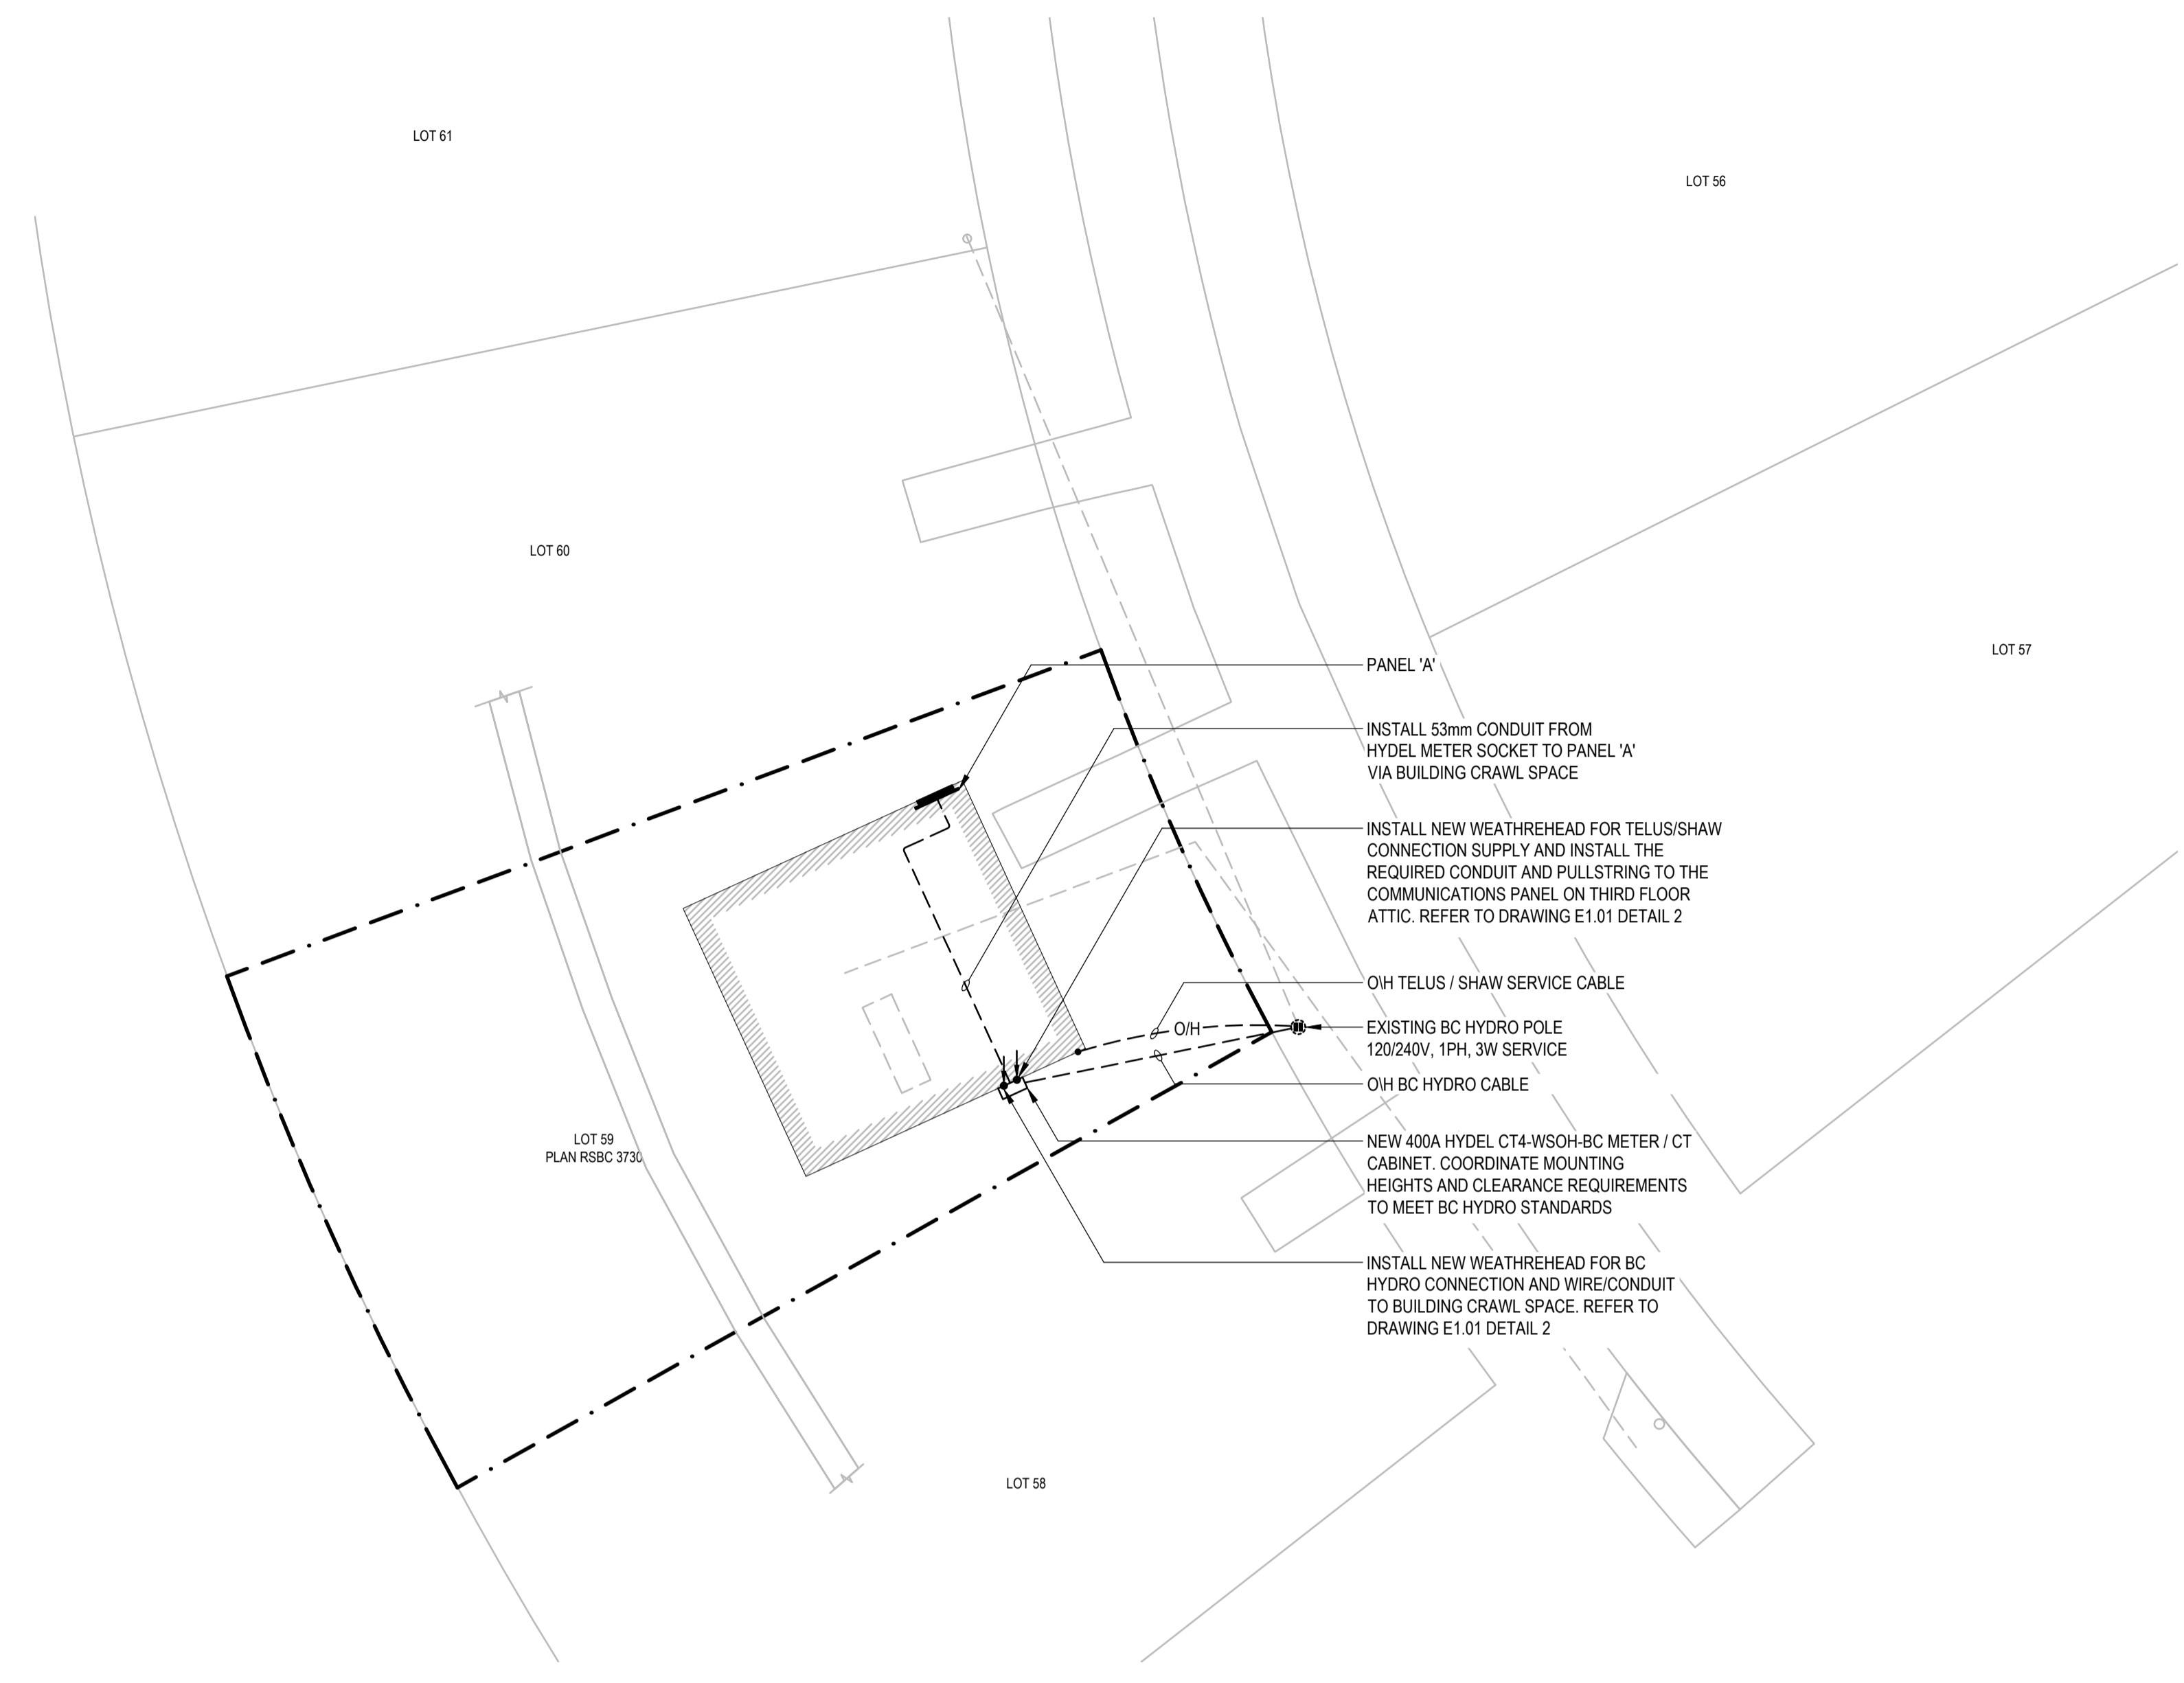 LOT 61
LOT 56
LOT 60
LOT 57
PANEL 'A'
INSTALL 53mm CONDUIT FROM
HYDEL METER SOCKET TO PANEL 'A'
VIA BUILDING CRAWL SPACE
INSTALL NEW WEATHREHEAD FOR TELUS/SHAW
CONNECTION SUPPLY AND INSTALL THE
REQUIRED CONDUIT AND PULLSTRING TO THE
COMMUNICATIONS PANEL ON THIRD FLOOR
ATTIC. REFER TO DRAWING E1.01 DETAIL 2
O\H TELUS / SHAW SERVICE CABLE
O/H
EXISTING BC HYDRO POLE
120/240V, 1PH, 3W SERVICE
O\H BC HYDRO CABLE
LOT 59
PLAN RSBC 3730
NEW 400A HYDEL CT4-WSOH-BC METER / CT
CABINET. COORDINATE MOUNTING
HEIGHTS AND CLEARANCE REQUIREMENTS
TO MEET BC HYDRO STANDARDS
INSTALL NEW WEATHREHEAD FOR BC
HYDRO CONNECTION AND WIRE/CONDUIT
TO BUILDING CRAWL SPACE. REFER TO
DRAWING E1.01 DETAIL 2
LOT 58